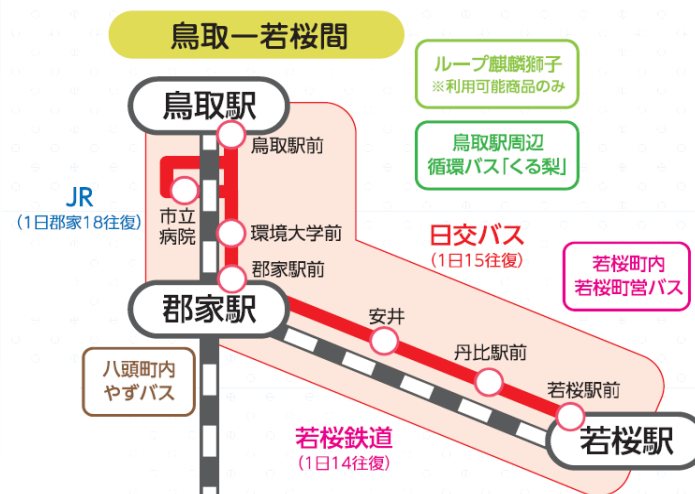 鳥取ー若桜間
ループ麒麟獅子
※利用可能商品のみ
鳥取駅
鳥取駅前
鳥取駅周辺
循環バス「くる梨」
JR
(1日郡家18往復)
市立
病院
環境大学前
日交バス
(1日15往復)
郡家駅前
若桜町内
若桜町営バス
郡家駅
安井
丹比駅前
八頭町内
やずバス
若桜駅前
若桜鉄道
(1日14往復)
若桜駅